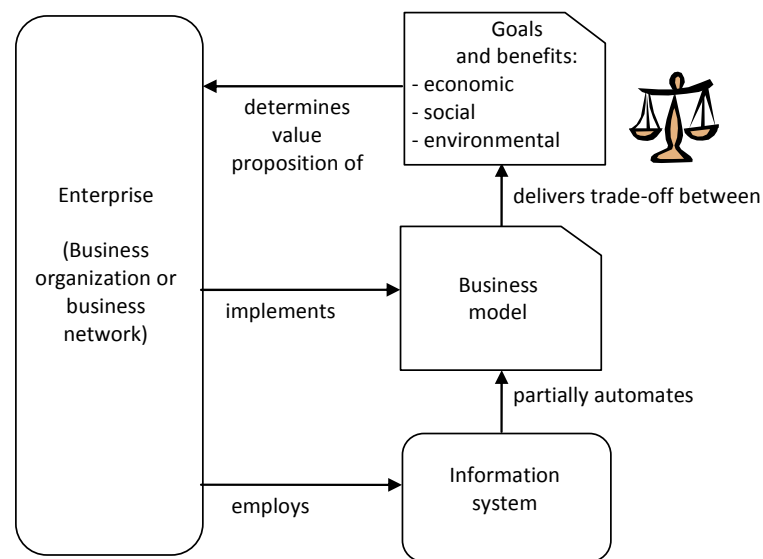 Goals
and benefits:
- economic
- social
- environmental
determines
value
proposition of
delivers trade-off between
Enterprise
(Business
organization or
business
network)
implements
Business
model
partially automates
employs
Information
system